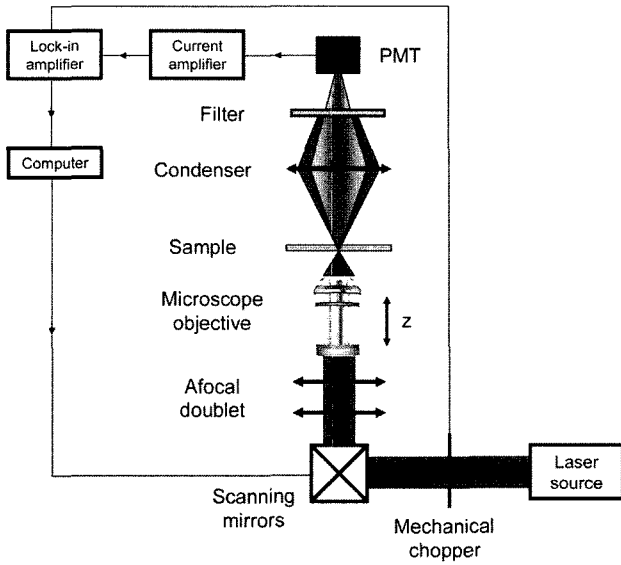 Lock-in
amplifier
Current
amplifier
PMT
Filter
Computer
Condenser
Sample
Microscope
objective
z
Afocal
doublet
Scanning
mirrors
Laser
source
Mechanical
chopper